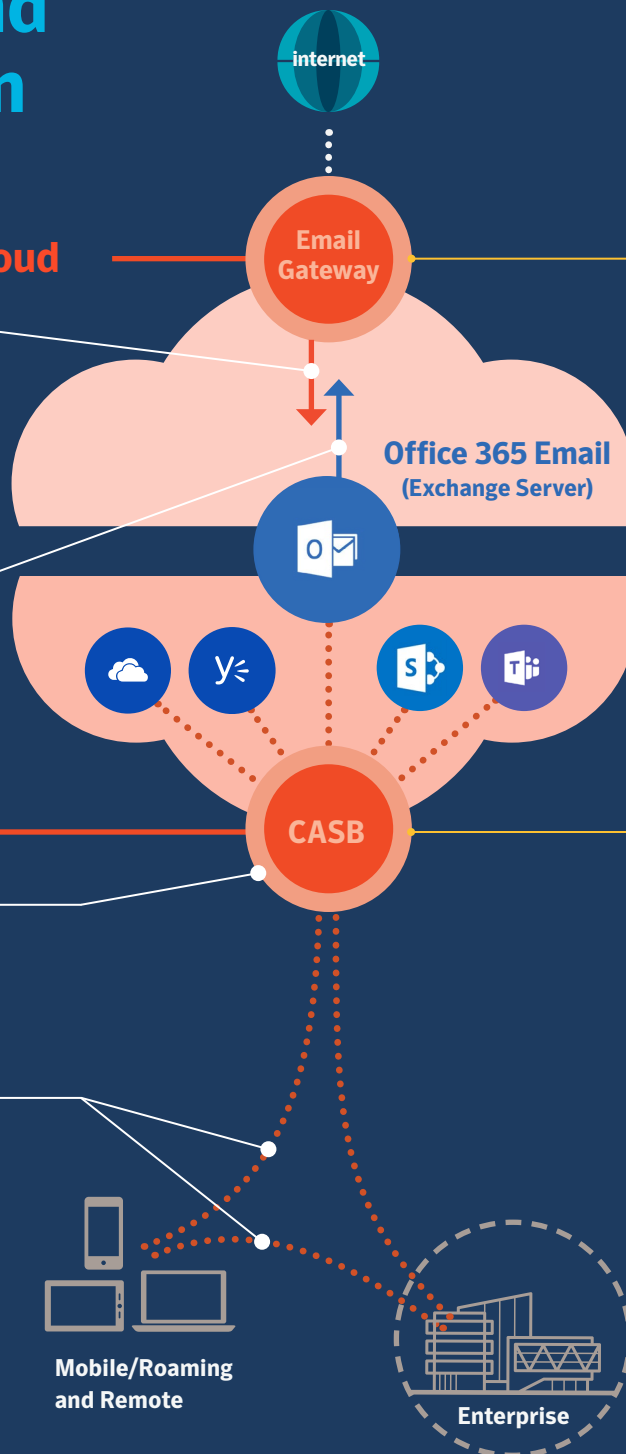 nd
n
internet
Email
Gateway
oud
Office 365 Email
(Exchange Server)
O
y
S
T
CASB
Mobile/Roaming
and Remote
Enterprise